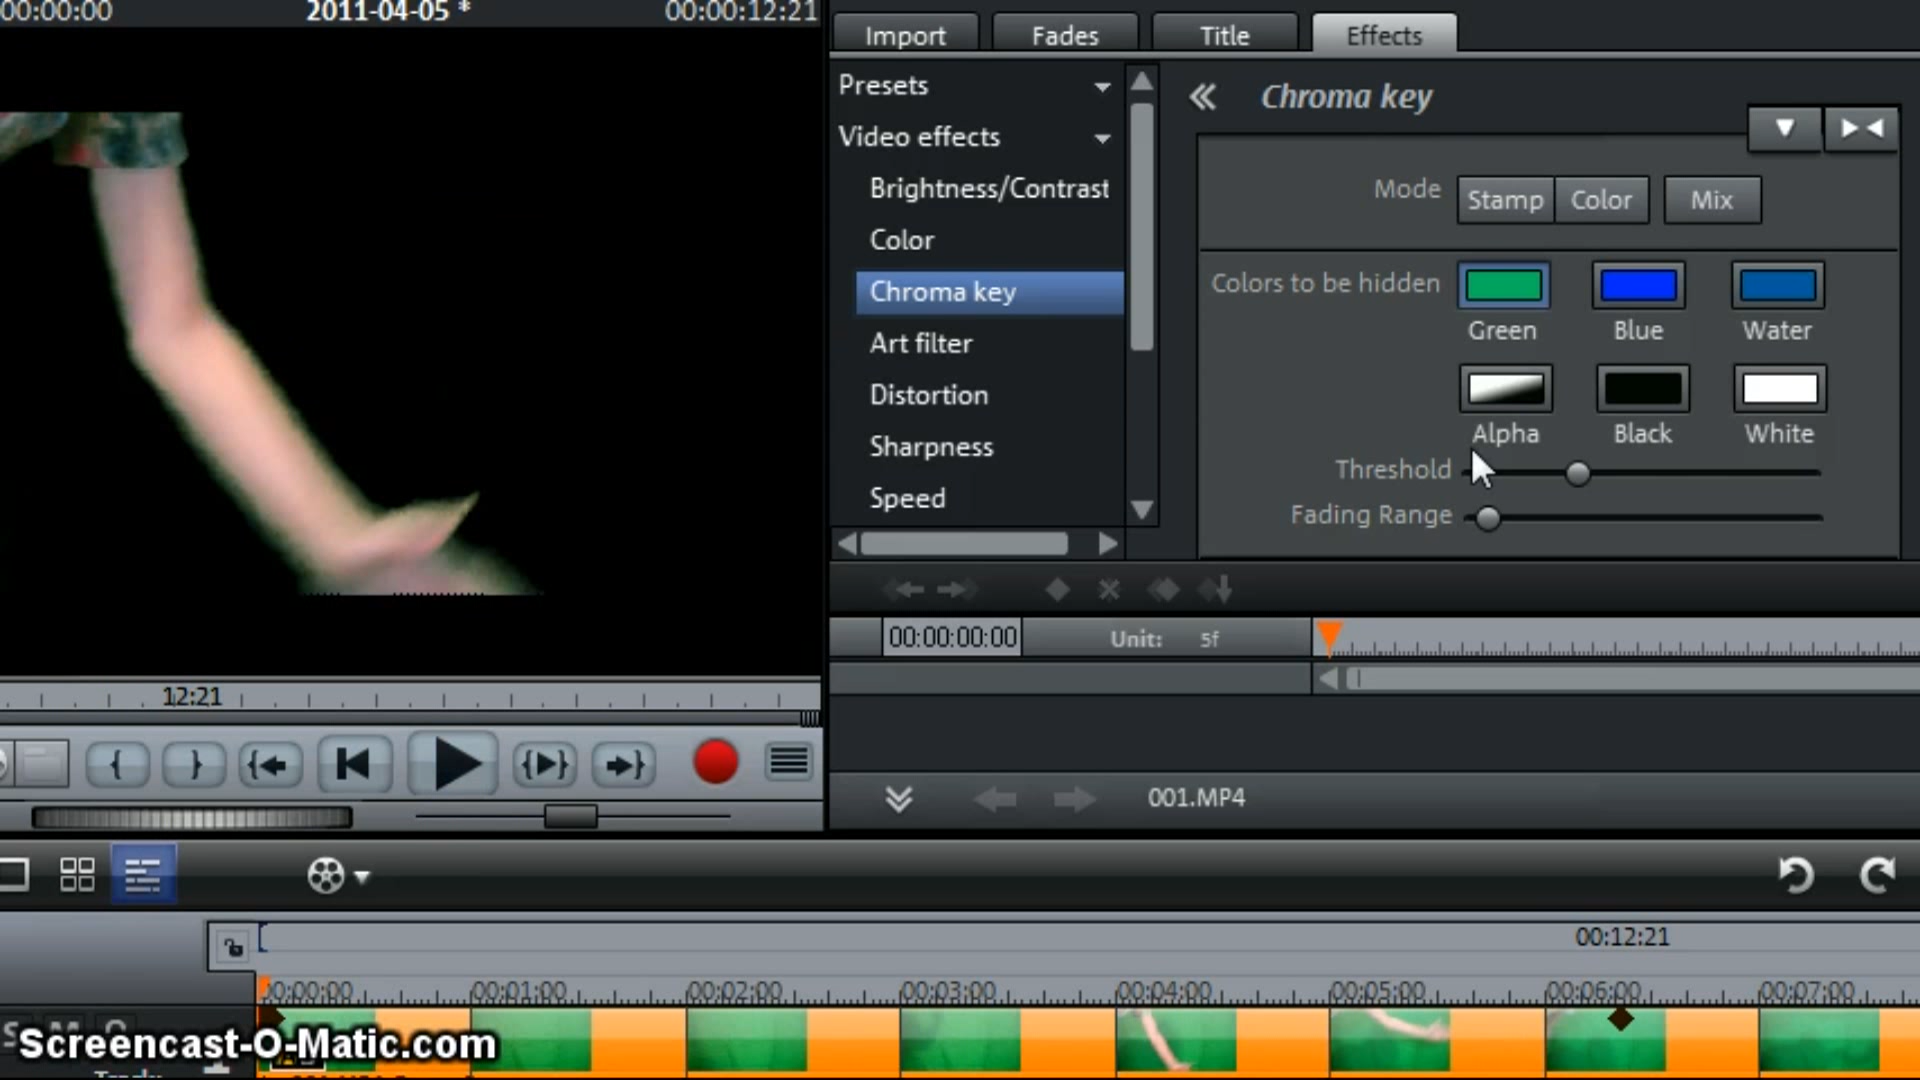 00:00:00
2011-04-05 *
00:00:12:21
Import
Fades
Title
Effects
Presets
Video effects
Brightness/Contrast
Color
Chroma key
Art filter
Distortion
Sharpness
Speed
Chroma key
Mode
Stamp
Color
Mix
Colors to be hidden
Green
Blue
Water
Alpha
Black
White
Threshold
Fading Range
00:00:00:00
Unit:
5f
12:21
001.MP4
00:12:21
00:00:00
00:01:00
00:02:00
00:03:00
00:04:00
00:05:00
00:06:00
00:07:00
S M
Screencast-O-Matic.com